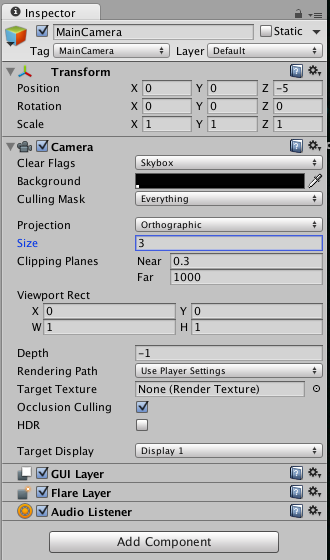 Inspector
MainCamera Static
Tag MainCamera Layer Default
Transform
Position X 0 Y 0 Z -5
Rotation X 0 Y 0 Z 0
Scale X 1 Y 1 Z 1
Camera
Clear Flags Skybox
Background
Culling Mask Everything
Projection Orthographic
Size 3
Clipping Planes Near 0.3
Far 1000
Viewport Rect
X 0 Y 0
W 1 H 1
Depth -1
Rendering Path Use Player Settings
Target Texture None (Render Texture)
Occlusion Culling
HDR
Target Display Display 1
GUI Layer
Flare Layer
Audio Listener
Add Component